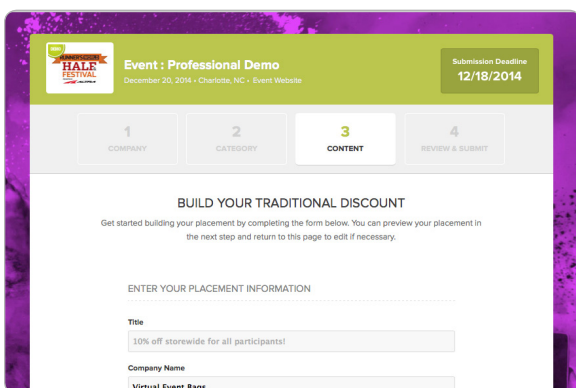 RUNNER'S CHOICE
HALF
FESTIVAL
Event : Professional Demo
December 20, 2014 • Charlotte, NC • Event Website
Submission Deadline
12/18/2014
1
COMPANY
2
CATEGORY
3
CONTENT
4
REVIEW & SUBMIT
BUILD YOUR TRADITIONAL DISCOUNT
Get started building your placement by completing the form below. You can preview your placement in
the next step and return to this page to edit if necessary.
ENTER YOUR PLACEMENT INFORMATION
Title
10% off storewide for all participants!
Company Name
Virtual Event Bags